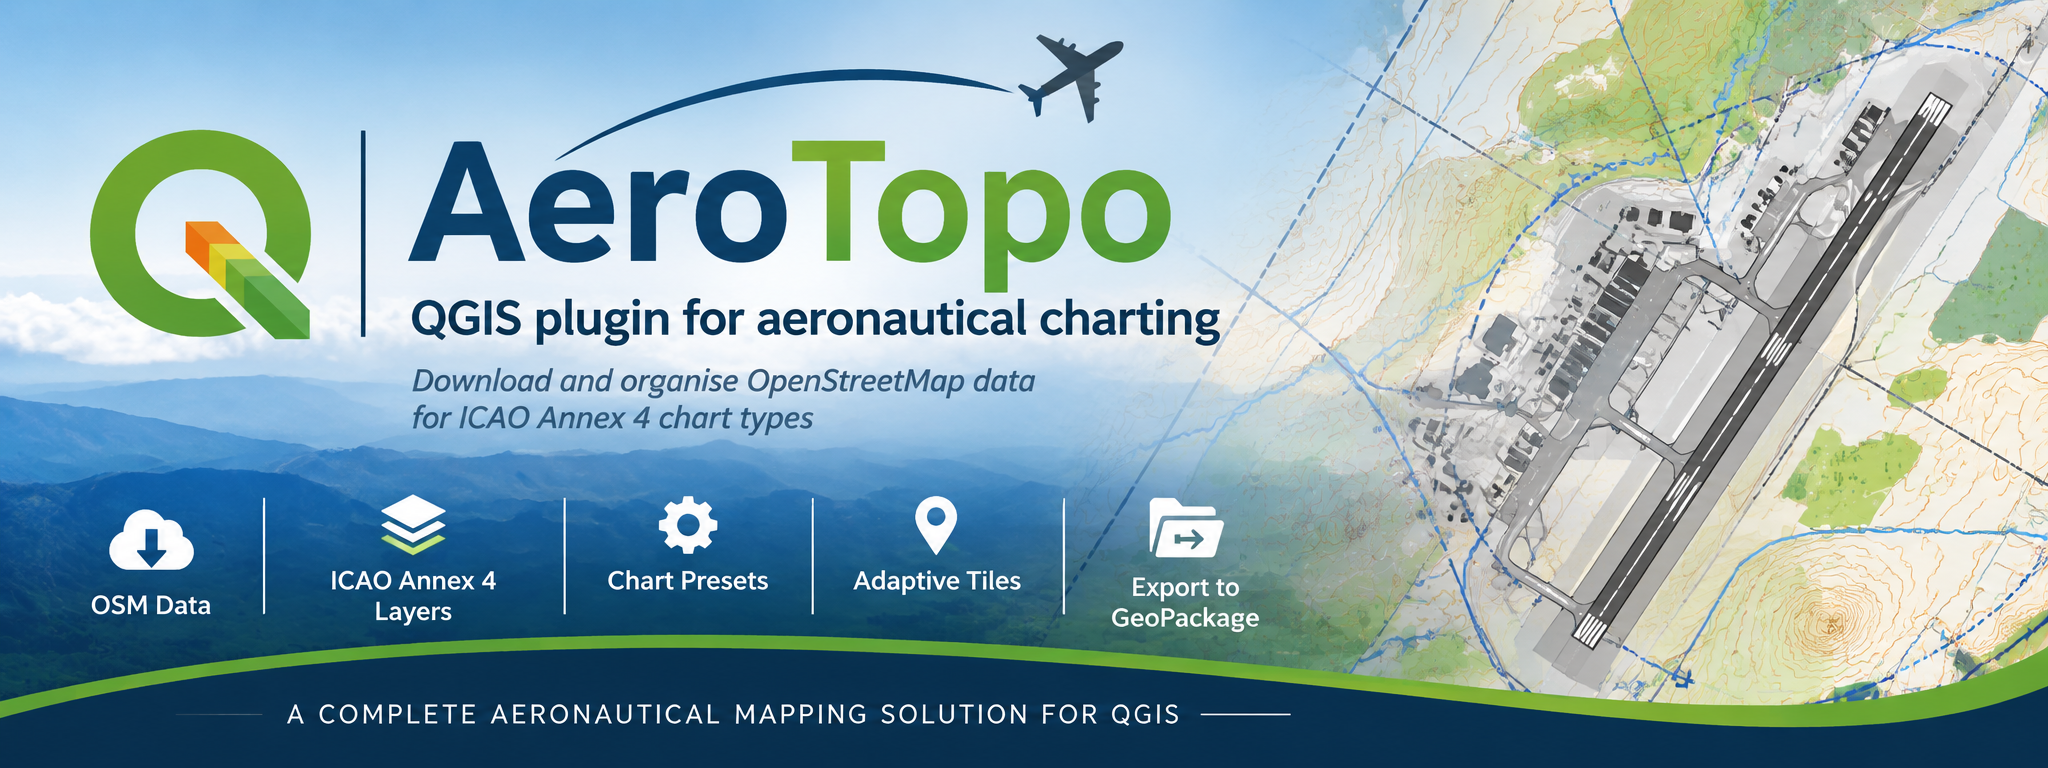 AeroTopo
QGIS plugin for aeronautical charting
Download and organise OpenStreetMap data
for ICAO Annex 4 chart types
OSM Data
ICAO Annex 4
Layers
Chart Presets
Adaptive Tiles
Export to
GeoPackage
A COMPLETE AERONAUTICAL MAPPING SOLUTION FOR QGIS